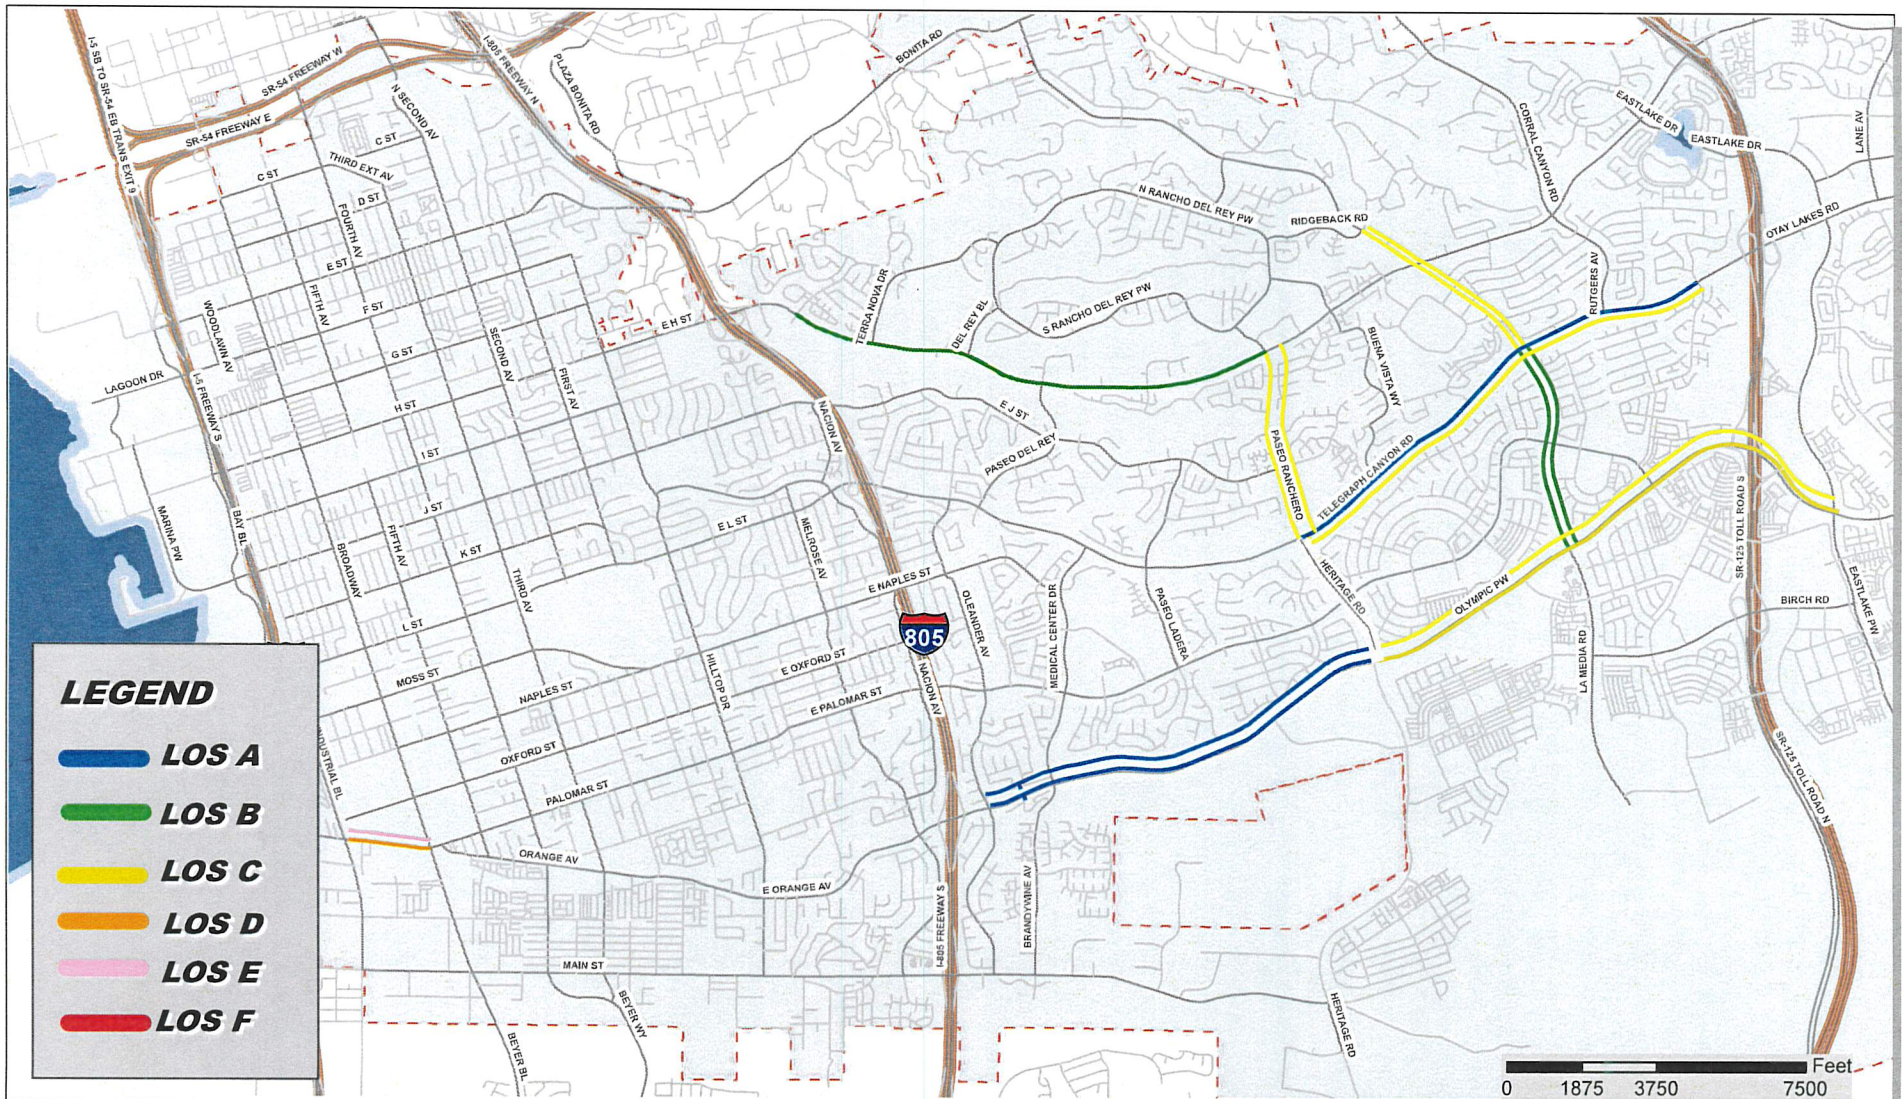 I-5 SB TO SR-54 EB TRANS EXIT 9
SR-54 FREEWAY W
SR-54 FREEWAY E
I-805 FREEWAY N
PLAZA BONITA RD
BONITA RD
N SECOND AV
C ST
C ST
THIRD EXT AV
D ST
FOURTH AV
E ST
FIFTH AV
F ST
WOODLAWN AV
G ST
SECOND AV
FIRST AV
E H ST
LAGOON DR
I-5 FREEWAY S
H ST
I ST
J ST
MARINA PW
BAY BL
BROADWAY
FIFTH AV
K ST
THIRD AV
L ST
MOSS ST
NAPLES ST
OXFORD ST
PALOMAR ST
ORANGE AV
E ORANGE AV
MAIN ST
BEYER WY
BEYER BL
HILLTOP DR
E L ST
MELROSE AV
E NAPLES ST
E OXFORD ST
E PALOMAR ST
NACION AV
NACION AV
805
OLEANDER AV
MEDICAL CENTER DR
PASEO LADERA
I-805 FREEWAY S
BRANDYWINE AV
HERITAGE RD
HERITAGE RD
TERRA NOVA DR
DEL REY BL
S RANCHO DEL REY PW
N RANCHO DEL REY PW
RIDGEBACK RD
E J ST
PASEO DEL REY
PASEO RANCHERO
BUENA VISTA WY
TELEGRAPH CANYON RD
RUTGERS AV
CORRAL CANYON RD
EASTLAKE DR
EASTLAKE DR
LANE AV
OTAY LAKES RD
SR-125 TOLL ROAD S
OLYMPIC PW
LA MEDIA RD
BIRCH RD
EASTLAKE PW
SR-125 TOLL ROAD N
LEGEND
LOS A
LOS B
LOS C
LOS D
LOS E
LOS F
Feet
0 1875 3750 7500